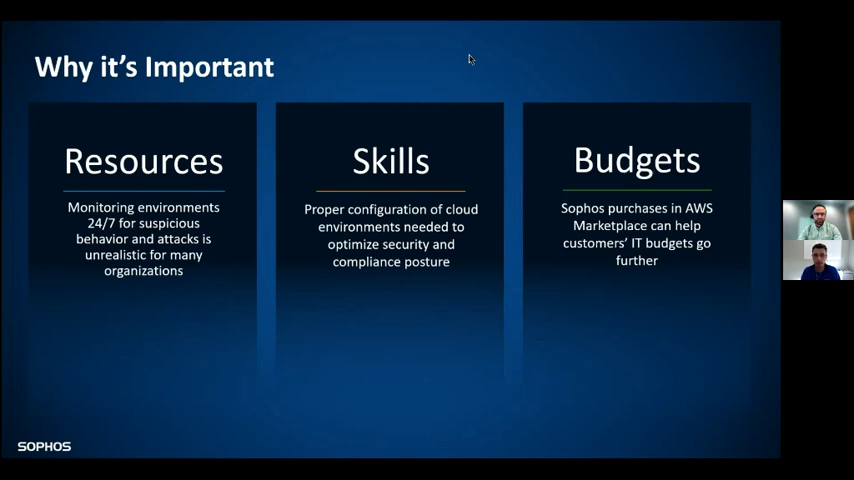 Why it's Important
Resources
Monitoring environments
24/7 for suspicious
behavior and attacks is
unrealistic for many
organizations
Skills
Proper configuration of cloud
environments needed to
optimize security and
compliance posture
Budgets
Sophos purchases in AWS
Marketplace can help
customers' IT budgets go
further
SOPHOS